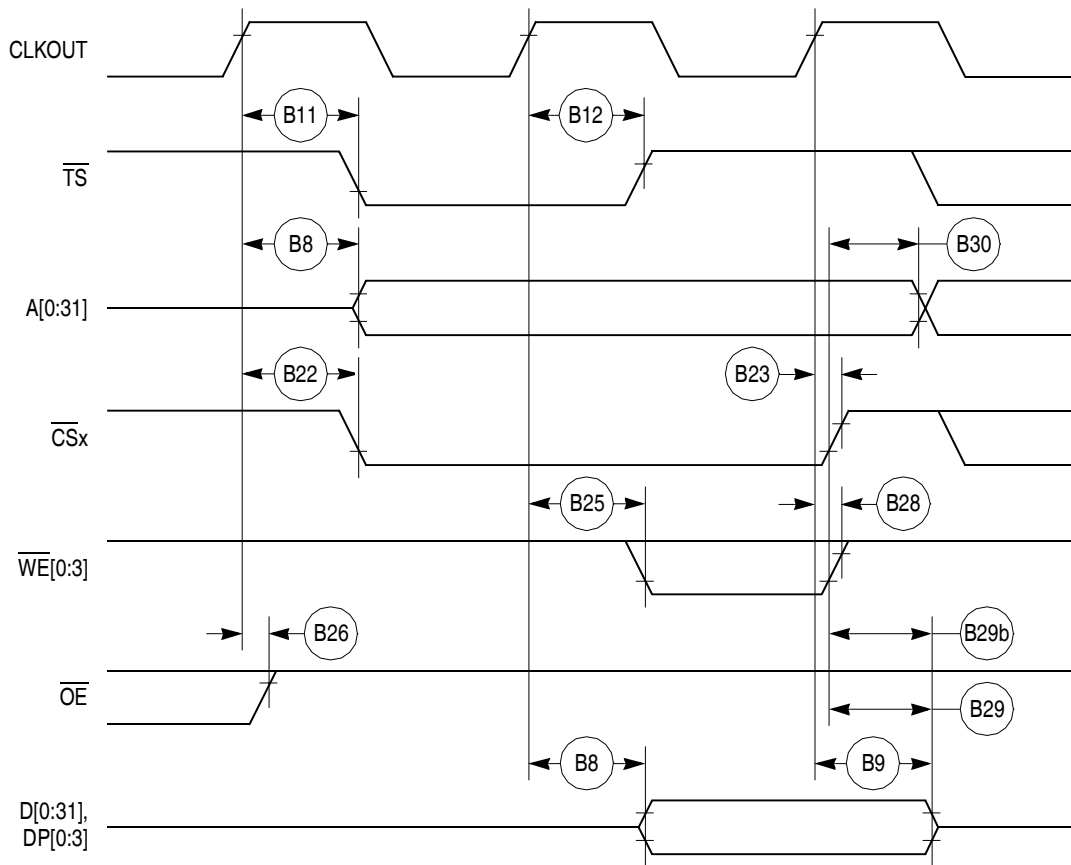 CLKOUT
B11
B12
TS
B8
B30
A[0:31]
B22
B23
CSx
B25
B28
WE[0:3]
B26
B29b
OE
B29
B8
B9
D[0:31],
DP[0:3]